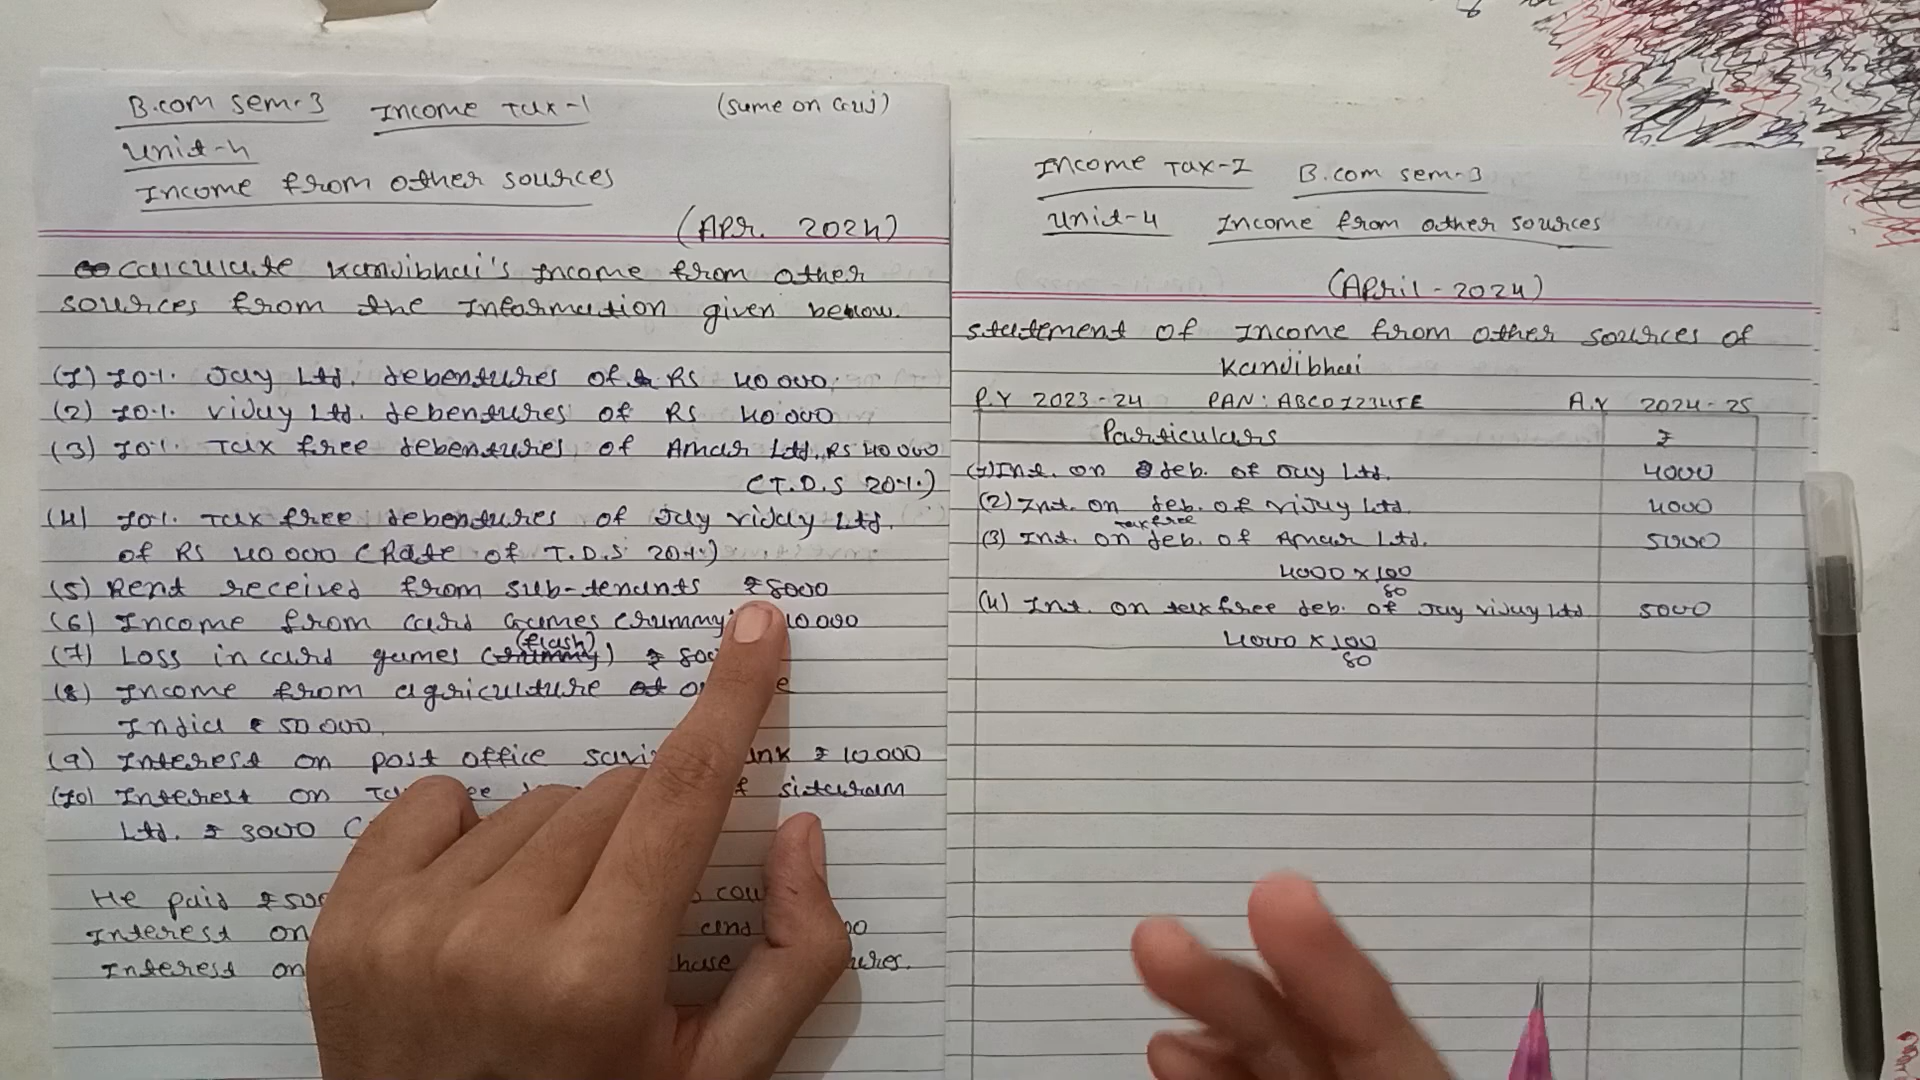 B.com sem-3 Income Tax-1 (sume on Guj)
Unit-4
Income from other sources
(Apr. 2024)
calculate Kanjibhai's Income from other
sources from the Information given below.
(1) 10%. Jay Ltd. debentures of Rs 40000.
(2) 10%. Vijay Ltd. debentures of Rs 40000
(3) 10%. Tax free debentures of Amar Ltd. Rs 40000
(T.D.S 20%.)
(4) 10%. Tax free debentures of Jay Vijay Ltd.
of Rs 40000 (Rate of T.D.S 20%.)
(5) Rent received from sub-tenants ₹ 8000
(6) Income from card Games (rummy) 10000
(7) Loss in card games (flash) ₹
(8) Income from agriculture
India ₹ 50000.
(9) Interest on post office ₹ 10000
(10) Interest on sitaram
Ltd. ₹ 3000
He paid ₹
Interest on and
Interest on
Income Tax-I B.com sem-3
Unit-4 Income from other sources
(April-2024)
statement of Income from other sources of
Kanjibhai
P.Y 2023-24 PAN: ABCD1234SE A.Y 2024-25
Particulars ₹
(1) Int. on deb. of Jay Ltd. 4000
(2) Int. on deb. of Vijay Ltd. 4000
(3) Int. on tax free deb. of Amar Ltd. 5000
4000 x 100
80
(4) Int. on tax free deb. of Jay Vijay Ltd 5000
4000 x 100
80